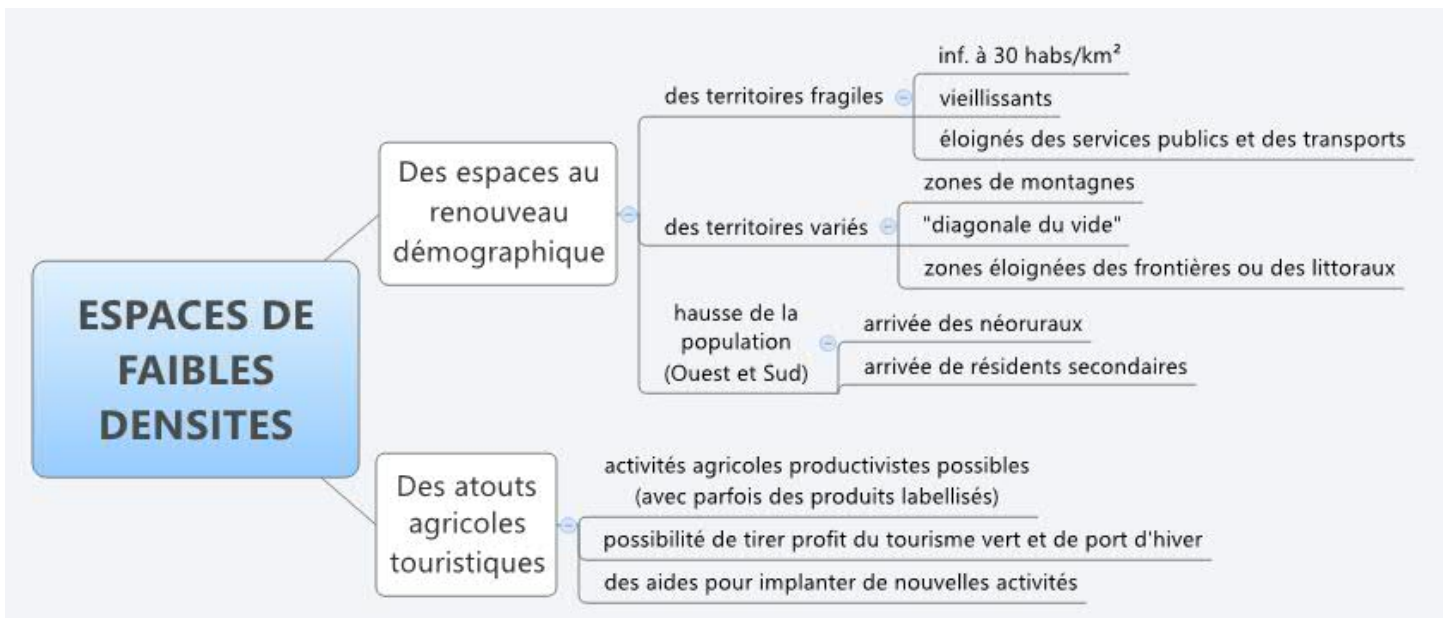 ESPACES DE
FAIBLES
DENSITES
Des espaces au
renouveau
démographique
des territoires fragiles
inf. à 30 habs/km²
vieillissants
éloignés des services publics et des transports
des territoires variés
zones de montagnes
"diagonale du vide"
zones éloignées des frontières ou des littoraux
hausse de la
population
(Ouest et Sud)
arrivée des néoruraux
arrivée de résidents secondaires
Des atouts
agricoles
touristiques
activités agricoles productivistes possibles
(avec parfois des produits labellisés)
possibilité de tirer profit du tourisme vert et de port d'hiver
des aides pour implanter de nouvelles activités